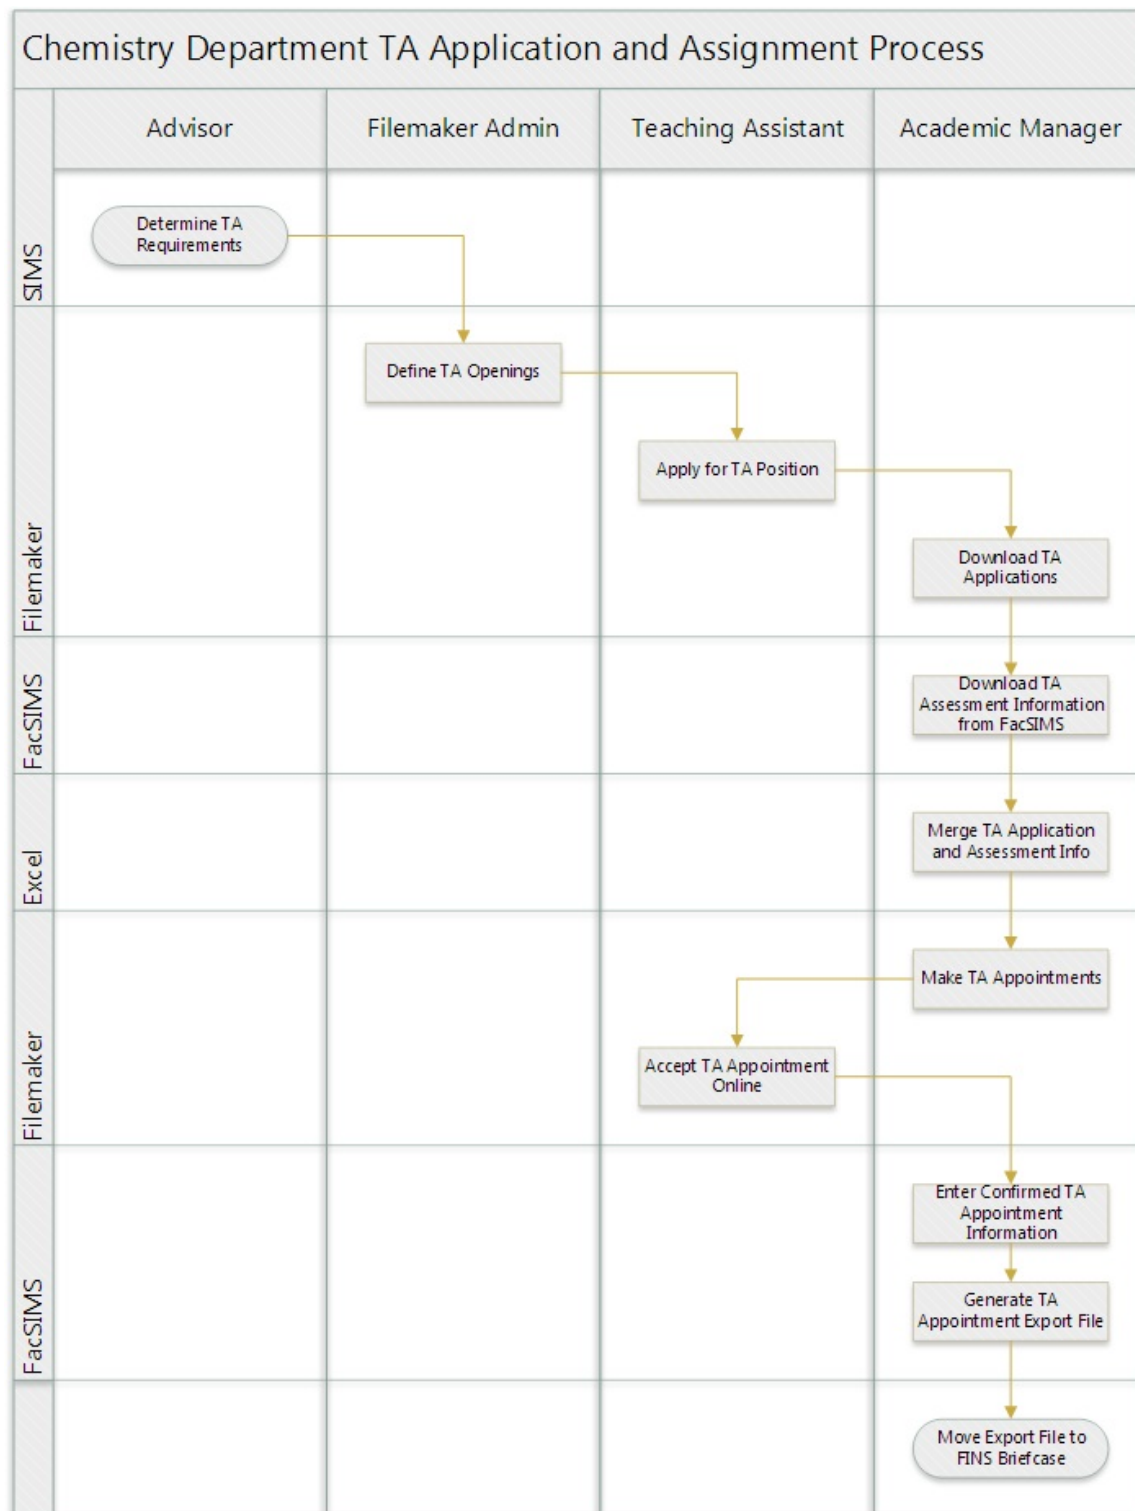 Chemistry Department TA Application and Assignment Process
Advisor
Filemaker Admin
Teaching Assistant
Academic Manager
SIMS
Determine TA
Requirements
Filemaker
Define TA Openings
Apply for TA Position
Download TA
Applications
FacSIMS
Download TA
Assessment Information
from FacSIMS
Excel
Merge TA Application
and Assessment Info
Filemaker
Make TA Appointments
Accept TA Appointment
Online
FacSIMS
Enter Confirmed TA
Appointment
Information
Generate TA
Appointment Export File
Move Export File to
FINS Briefcase